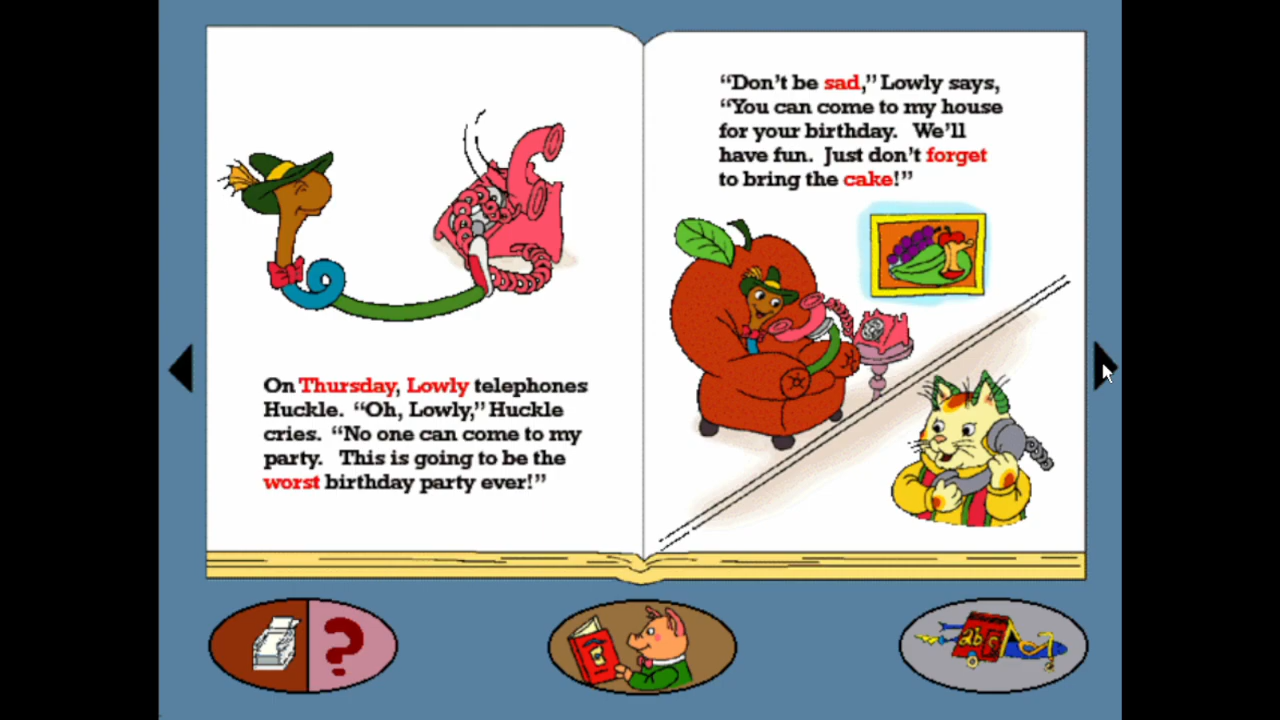 On Thursday, Lowly telephones
Huckle. “Oh, Lowly,” Huckle
cries. “No one can come to my
party. This is going to be the
worst birthday party ever!”
“Don’t be sad,” Lowly says,
“You can come to my house
for your birthday. We’ll
have fun. Just don’t forget
to bring the cake!”
?
abc